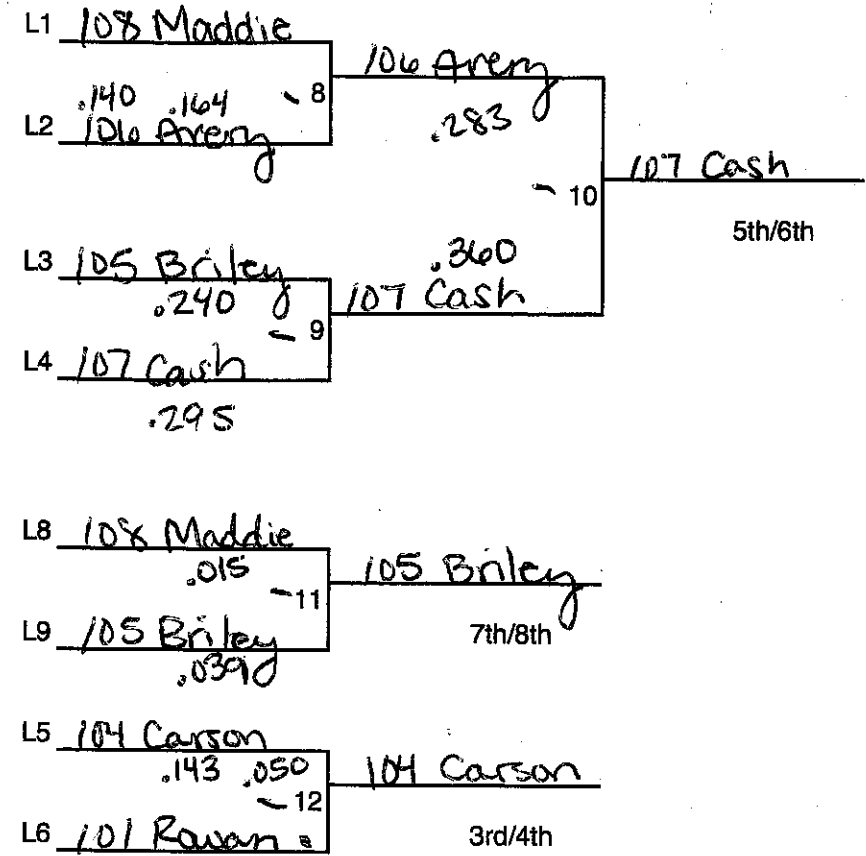 L1 108 Maddie
106 Avery
.140 .164 8
L2 106 Avery
.283
107 Cash
10
5th/6th
L3 105 Briley
.360
.240
107 Cash
9
L4 107 Cash
.295
L8 108 Maddie
.015
105 Briley
11
L9 105 Briley
7th/8th
.039
L5 104 Carson
.143 .050
104 Carson
12
L6 101 Rowan
3rd/4th